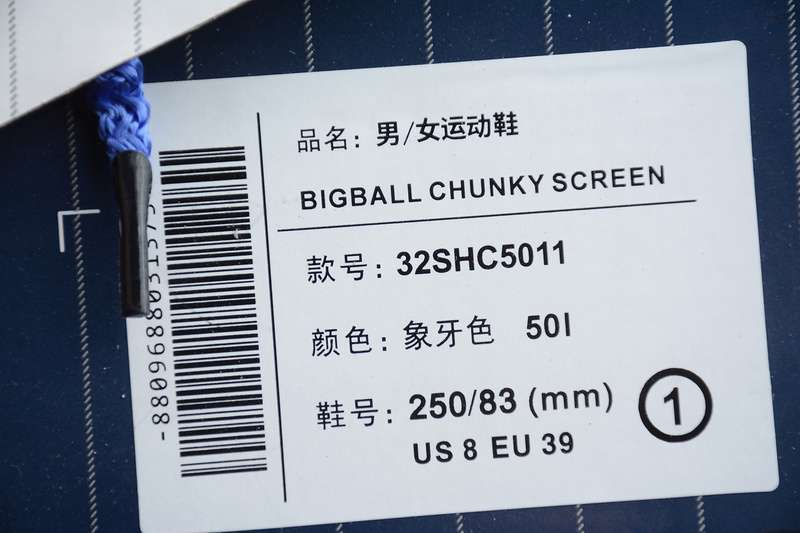 品名: 男/女运动鞋
BIGBALL CHUNKY SCREEN
款号: 32SHC5011
颜色: 象牙色 50I
鞋号: 250/83 (mm)
US 8 EU 39
1